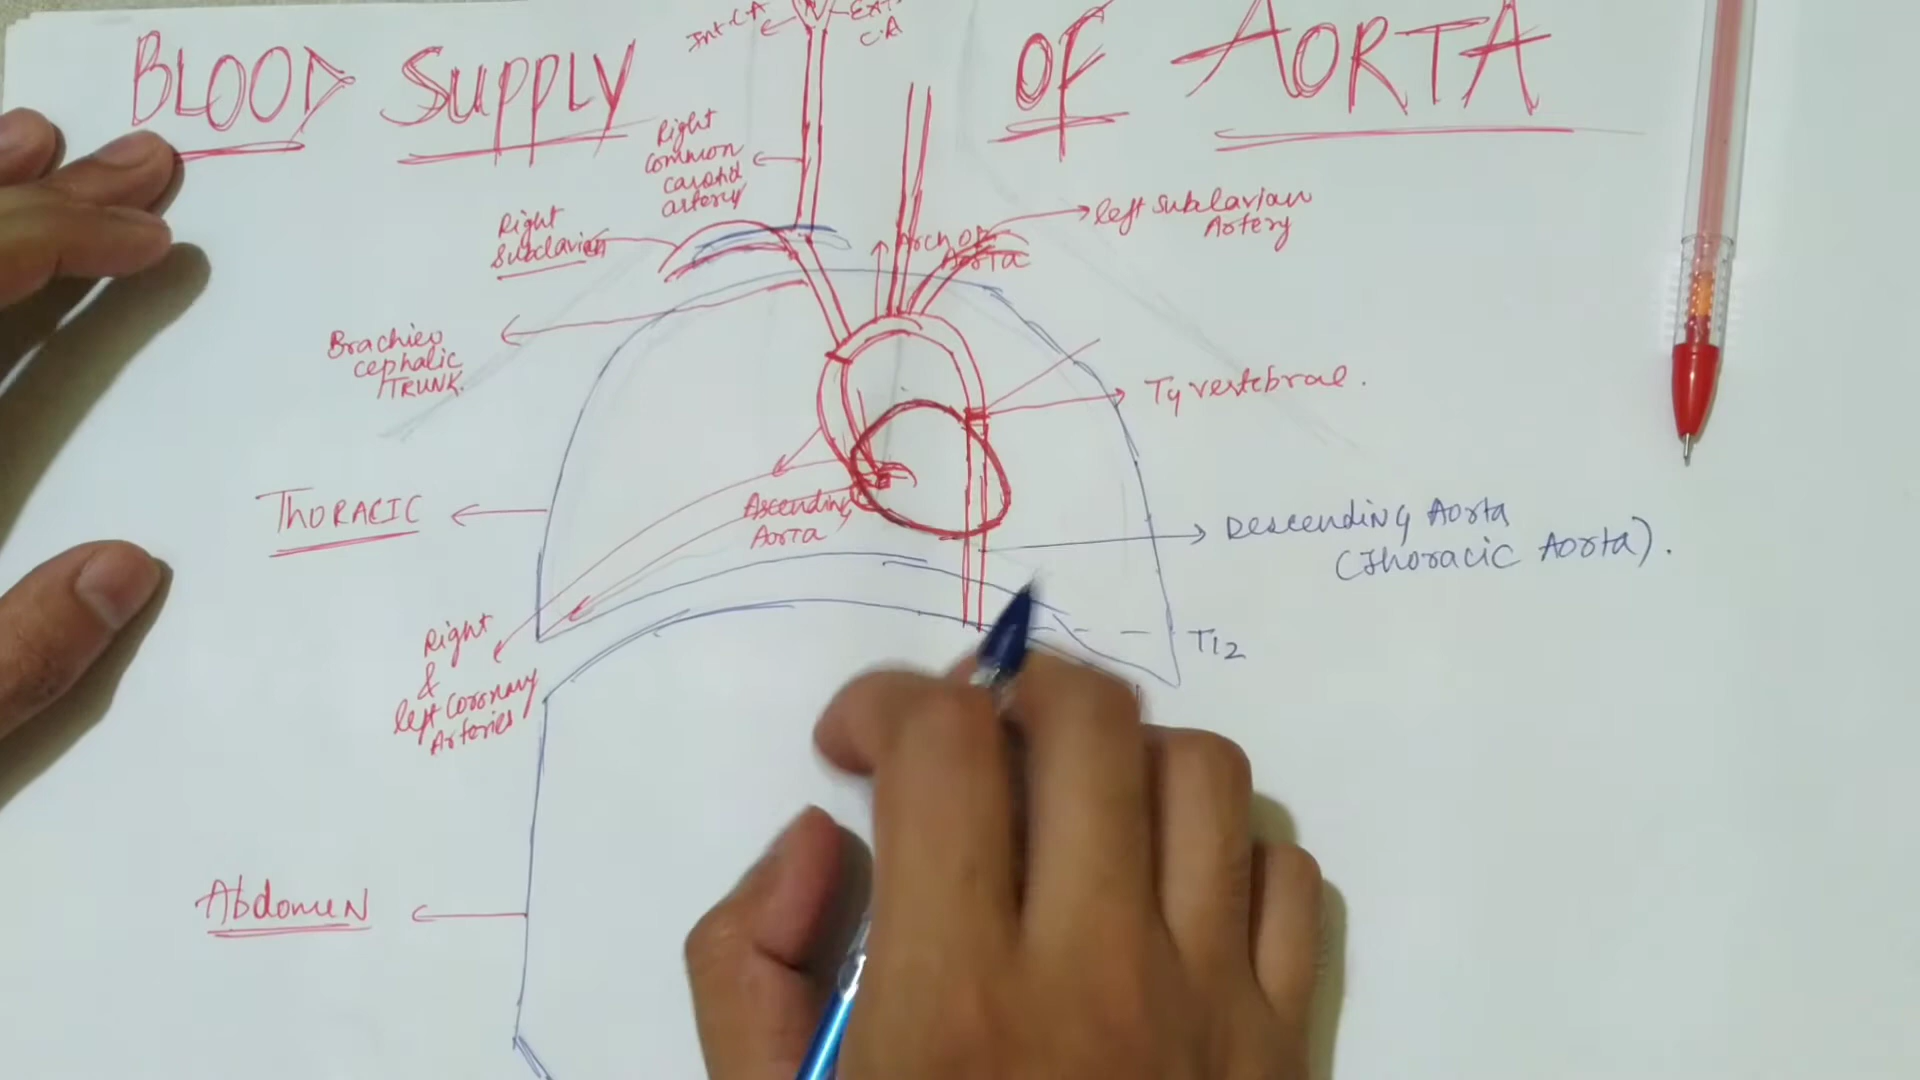 BLOOD SUPPLY OF AORTA
Int C.A
Ext.
C.A
Right
common
carotid
artery
Right
Subclavian
Arch of
Aorta
left Subclavian
Artery
Brachieo
cephalic
TRUNK.
T4 vertebrae.
THORACIC
Ascending
Aorta
Descending Aorta
(Thoracic Aorta).
Right
&
left Coronary
Arteries
T12
Abdomen